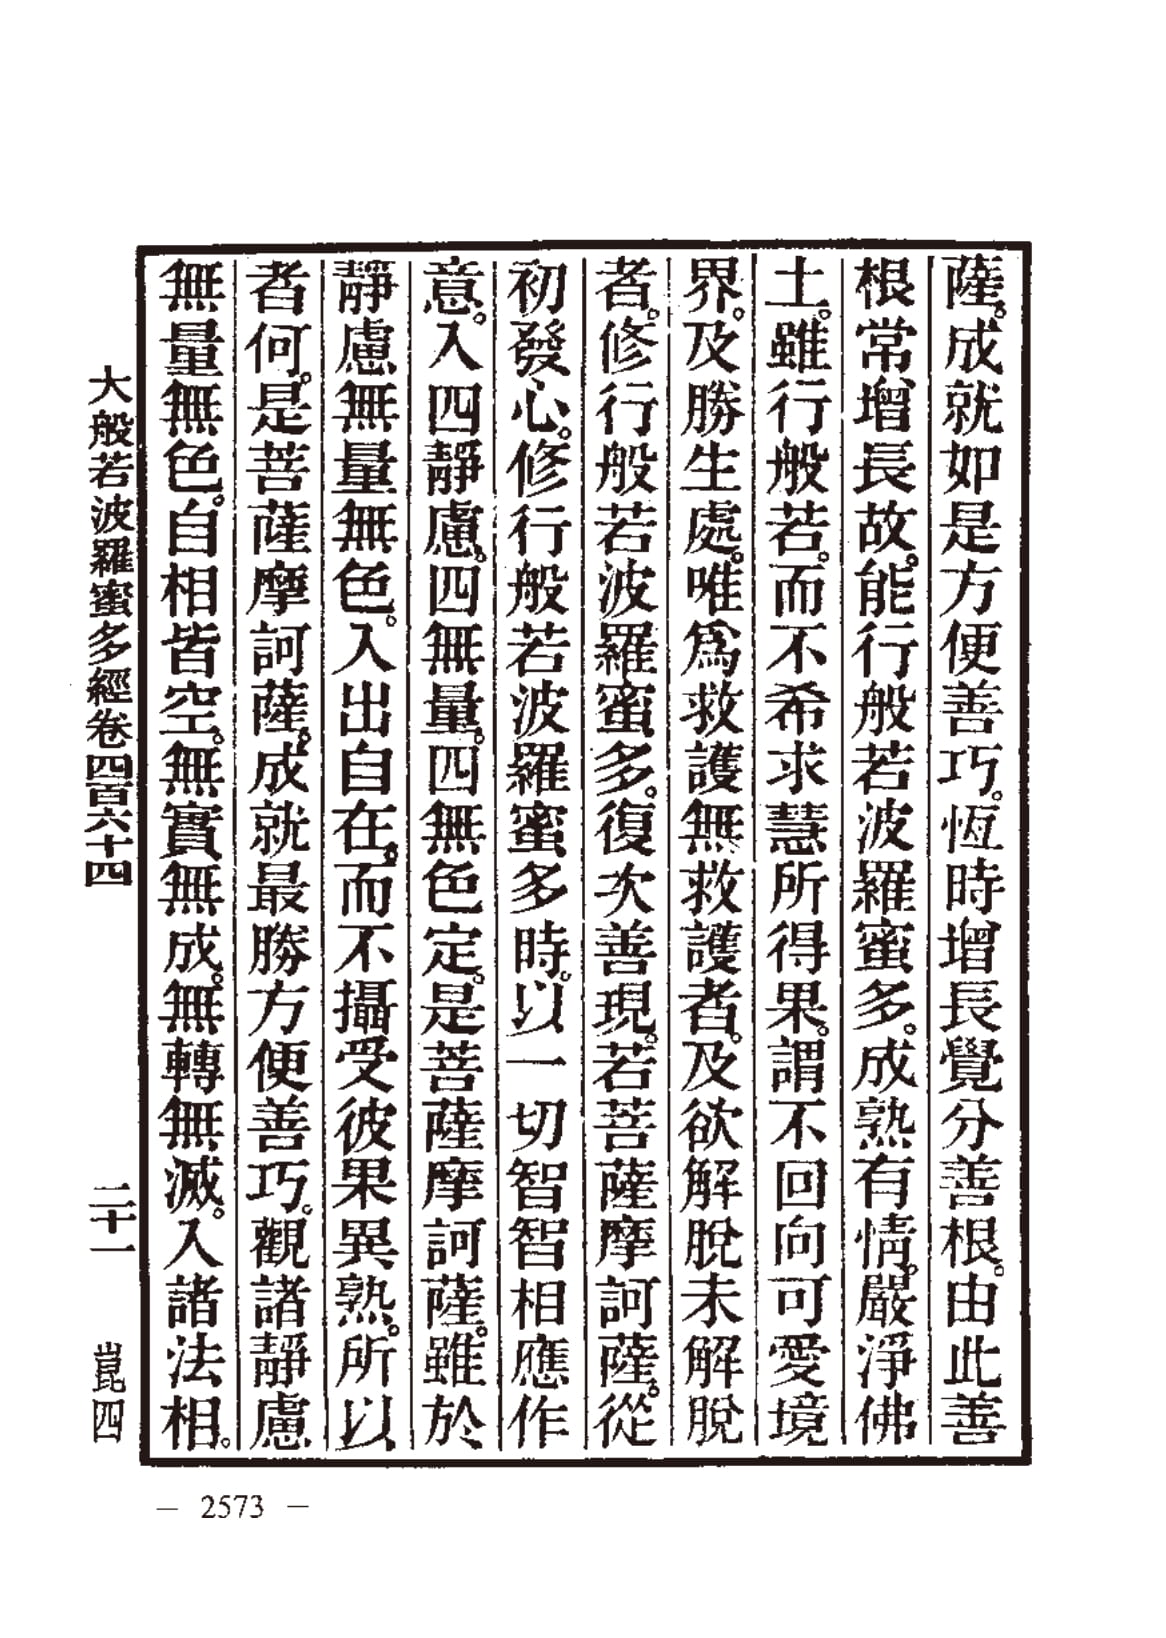 薩。成就如是方便善巧。恆時增長覺分善根。由此善
根常增長故。能行般若波羅蜜多。成熟有情。嚴淨佛
土。雖行般若。而不希求慧所得果。謂不回向可愛境
界。及勝生處。唯爲救護無救護者。及欲解脫未解脫
者。修行般若波羅蜜多。復次善現。若菩薩摩訶薩。從
初發心。修行般若波羅蜜多時。以一切智智相應作
意。入四靜慮。四無量。四無色定。是菩薩摩訶薩。雖於
靜慮無量無色。入出自在。而不攝受彼果異熟。所以
者何。是菩薩摩訶薩。成就最勝方便善巧。觀諸靜慮
無量無色。自相皆空。無實無成。無轉無滅。入諸法相。
大般若波羅蜜多經卷四百六十四 二十一 崑四
— 2573 —